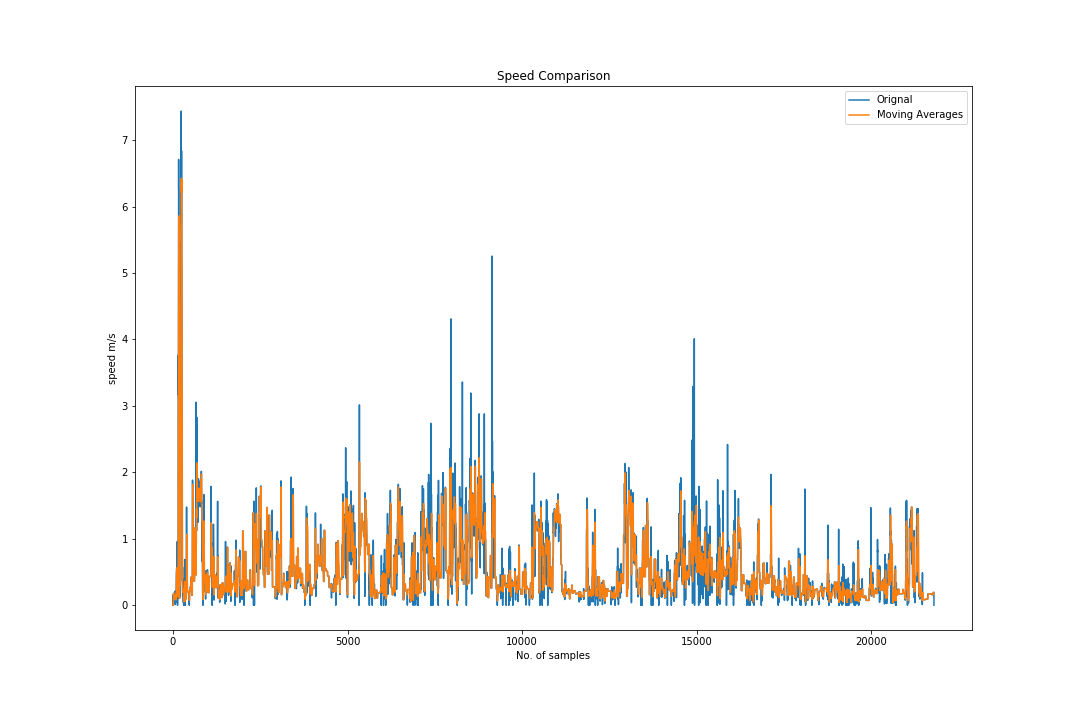 Speed Comparison
Orignal
Moving Averages
speed m/s
7
6
5
4
3
2
1
0
0 5000 10000 15000 20000
No. of samples